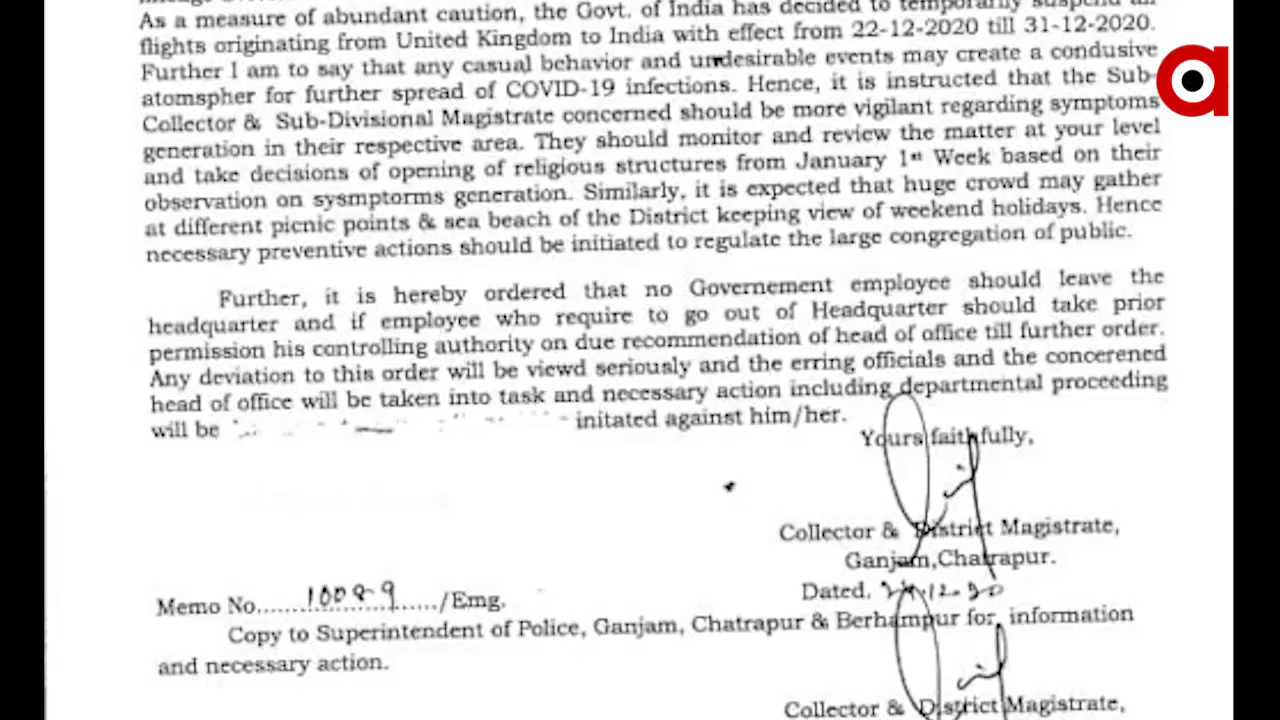 As a measure of abundant caution, the Govt. of India has decided to temporarily suspend all
flights originating from United Kingdom to India with effect from 22-12-2020 till 31-12-2020.
Further I am to say that any casual behavior and undesirable events may create a condusive
atomspher for further spread of COVID-19 infections. Hence, it is instructed that the Sub-
Collector & Sub-Divisional Magistrate concerned should be more vigilant regarding symptoms
generation in their respective area. They should monitor and review the matter at your level
and take decisions of opening of religious structures from January 1st Week based on their
observation on sysmptorms generation. Similarly, it is expected that huge crowd may gather
at different picnic points & sea beach of the District keeping view of weekend holidays. Hence
necessary preventive actions should be initiated to regulate the large congregation of public.
Further, it is hereby ordered that no Governement employee should leave the
headquarter and if employee who require to go out of Headquarter should take prior
permission his controlling authority on due recommendation of head of office till further order.
Any deviation to this order will be viewd seriously and the erring officials and the concerened
head of office will be taken into task and necessary action including departmental proceeding
will be initated against him/her.
Yours faithfully,
Collector & District Magistrate,
Ganjam,Chatrapur.
Dated, 12.20
Memo No............/Emg.
Copy to Superintendent of Police, Ganjam, Chatrapur & Berhampur for information
and necessary action.
Collector & District Magistrate,